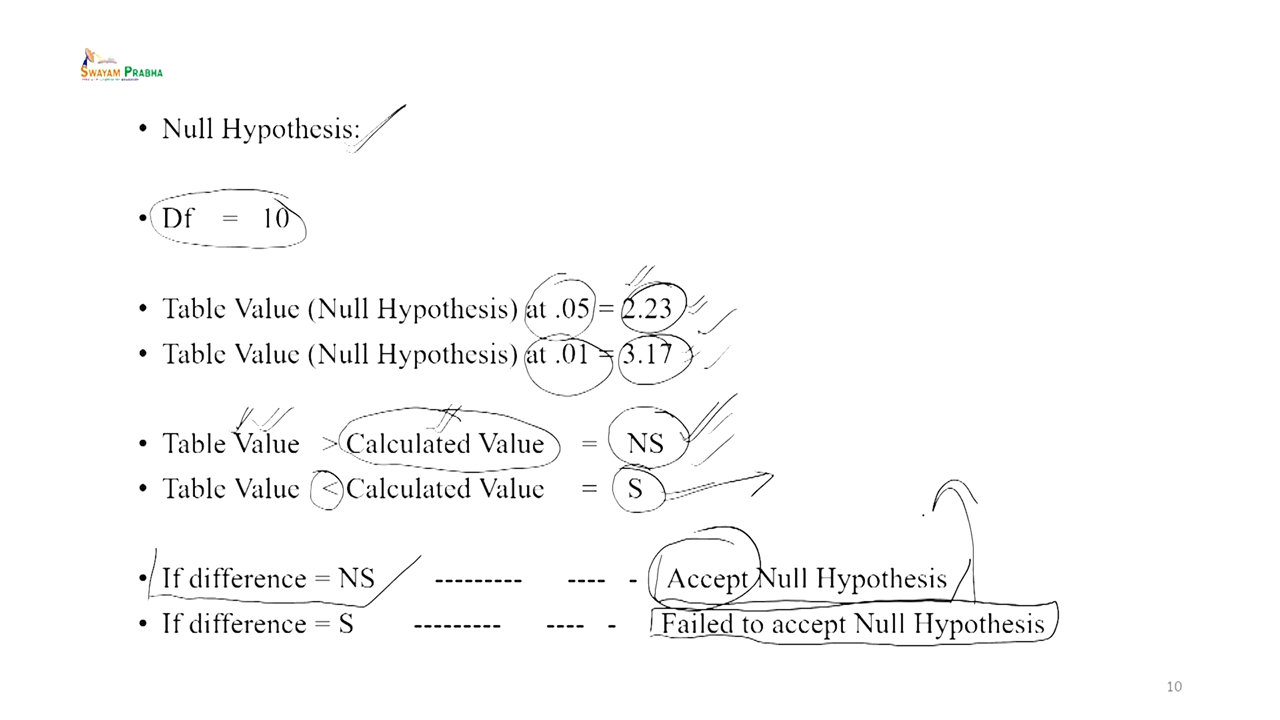 SWAYAM PRABHA
• Null Hypothesis:
• Df = 10
• Table Value (Null Hypothesis) at .05 = 2.23
• Table Value (Null Hypothesis) at .01 = 3.17
• Table Value > Calculated Value = NS
• Table Value < Calculated Value = S
• If difference = NS --------- ---- - Accept Null Hypothesis
• If difference = S --------- ---- - Failed to accept Null Hypothesis
10